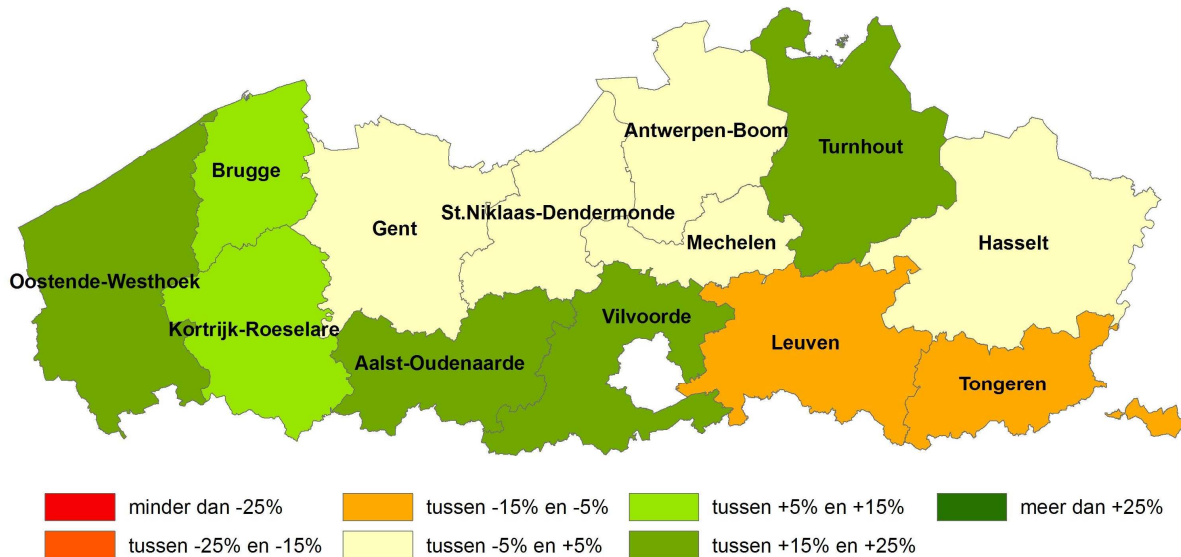 Antwerpen-Boom
Turnhout
Brugge
St.Niklaas-Dendermonde
Gent
Mechelen
Hasselt
Oostende-Westhoek
Vilvoorde
Kortrijk-Roeselare
Leuven
Aalst-Oudenaarde
Tongeren
minder dan -25%
tussen -15% en -5%
tussen +5% en +15%
meer dan +25%
tussen -25% en -15%
tussen -5% en +5%
tussen +15% en +25%